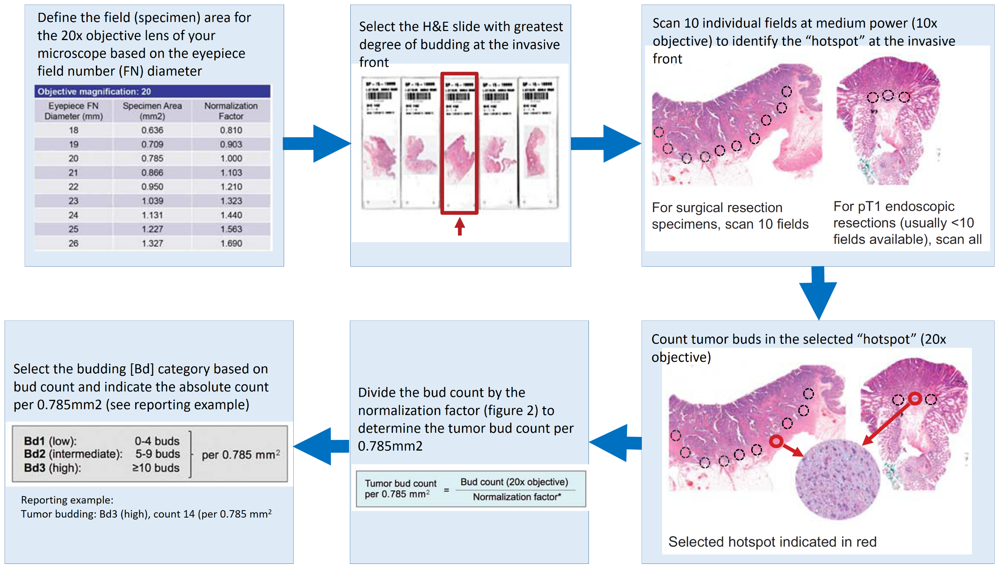 Define the field (specimen) area for
the 20x objective lens of your
microscope based on the eyepiece
field number (FN) diameter
Objective magnification: 20
Eyepiece FN Diameter (mm) Specimen Area (mm2) Normalization Factor
18 0.636 0.810
19 0.709 0.903
20 0.785 1.000
21 0.866 1.103
22 0.950 1.210
23 1.039 1.323
24 1.131 1.440
25 1.227 1.563
26 1.327 1.690
Select the H&E slide with greatest
degree of budding at the invasive
front
Scan 10 individual fields at medium power (10x
objective) to identify the “hotspot” at the invasive
front
For surgical resection
specimens, scan 10 fields
For pT1 endoscopic
resections (usually <10
fields available), scan all
Count tumor buds in the selected “hotspot” (20x
objective)
Selected hotspot indicated in red
Divide the bud count by the
normalization factor (figure 2) to
determine the tumor bud count per
0.785mm2
Tumor bud count
per 0.785 mm²
=
Bud count (20x objective)
Normalization factor*
Select the budding [Bd] category based on
bud count and indicate the absolute count
per 0.785mm2 (see reporting example)
Bd1 (low): 0-4 buds
Bd2 (intermediate): 5-9 buds per 0.785 mm²
Bd3 (high): ≥10 buds
Reporting example:
Tumor budding: Bd3 (high), count 14 (per 0.785 mm²